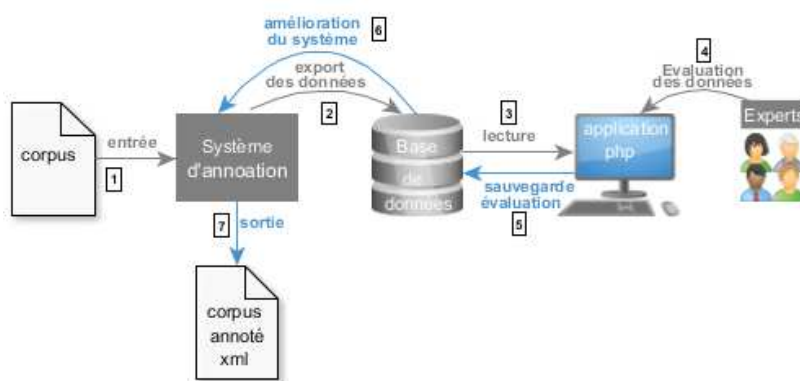 amélioration
du système
6
4
export
des données
Evaluation
des données
2
3
Experts
corpus
entrée
1
Système
d'annoation
Base
de
données
lecture
application
php
sauvegarde
évaluation
5
7
sortie
corpus
annoté
xml